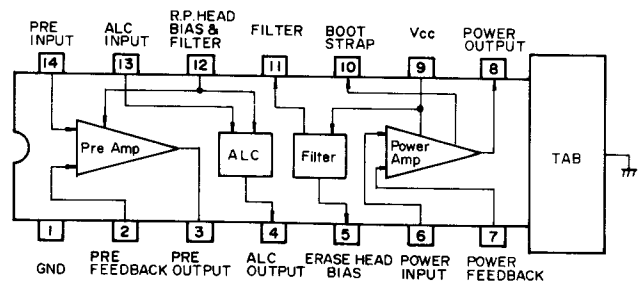 PRE INPUT
ALC INPUT
R.P.HEAD BIAS & FILTER
FILTER
BOOT STRAP
Vcc
POWER OUTPUT
14
13
12
11
10
9
8
Pre Amp
ALC
Filter
Power Amp
TAB
1
2
3
4
5
6
7
GND
PRE FEEDBACK
PRE OUTPUT
ALC OUTPUT
ERASE HEAD BIAS
POWER INPUT
POWER FEEDBACK